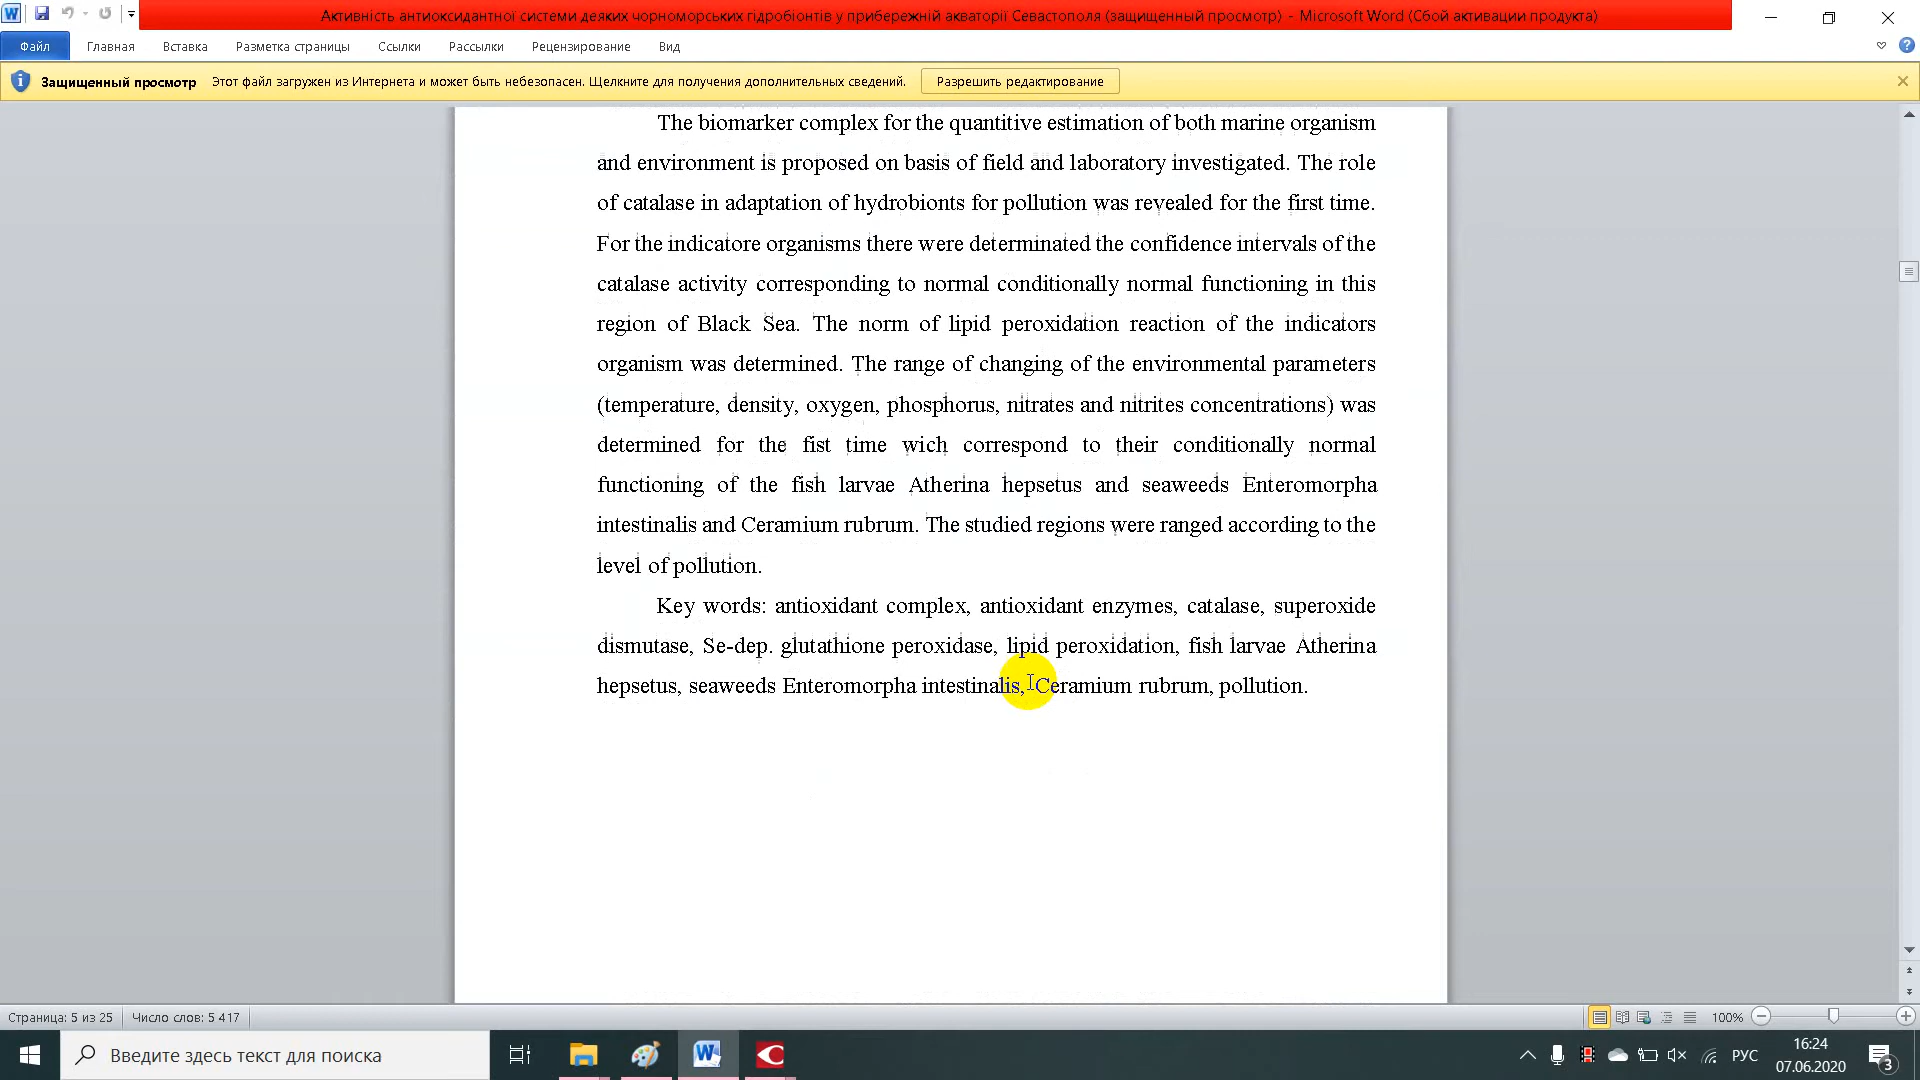 Активність антиоксидантної системи деяких чорноморських гідробіонтів у прибережній акваторії Севастополя (защищенный просмотр) - Microsoft Word (Сбой активации продукта)
Файл Главная Вставка Разметка страницы Ссылки Рассылки Рецензирование Вид
Защищенный просмотр Этот файл загружен из Интернета и может быть небезопасен. Щелкните для получения дополнительных сведений. Разрешить редактирование
The biomarker complex for the quantitive estimation of both marine organism
and environment is proposed on basis of field and laboratory investigated. The role
of catalase in adaptation of hydrobionts for pollution was revealed for the first time.
For the indicatore organisms there were determinated the confidence intervals of the
catalase activity corresponding to normal conditionally normal functioning in this
region of Black Sea. The norm of lipid peroxidation reaction of the indicators
organism was determined. The range of changing of the environmental parameters
(temperature, density, oxygen, phosphorus, nitrates and nitrites concentrations) was
determined for the fist time wich correspond to their conditionally normal
functioning of the fish larvae Atherina hepsetus and seaweeds Enteromorpha
intestinalis and Ceramium rubrum. The studied regions were ranged according to the
level of pollution.
Key words: antioxidant complex, antioxidant enzymes, catalase, superoxide
dismutase, Se-dep. glutathione peroxidase, lipid peroxidation, fish larvae Atherina
hepsetus, seaweeds Enteromorpha intestinalis, Ceramium rubrum, pollution.
Страница: 5 из 25 Число слов: 5 417 100%
Введите здесь текст для поиска РУС 16:24
07.06.2020 3